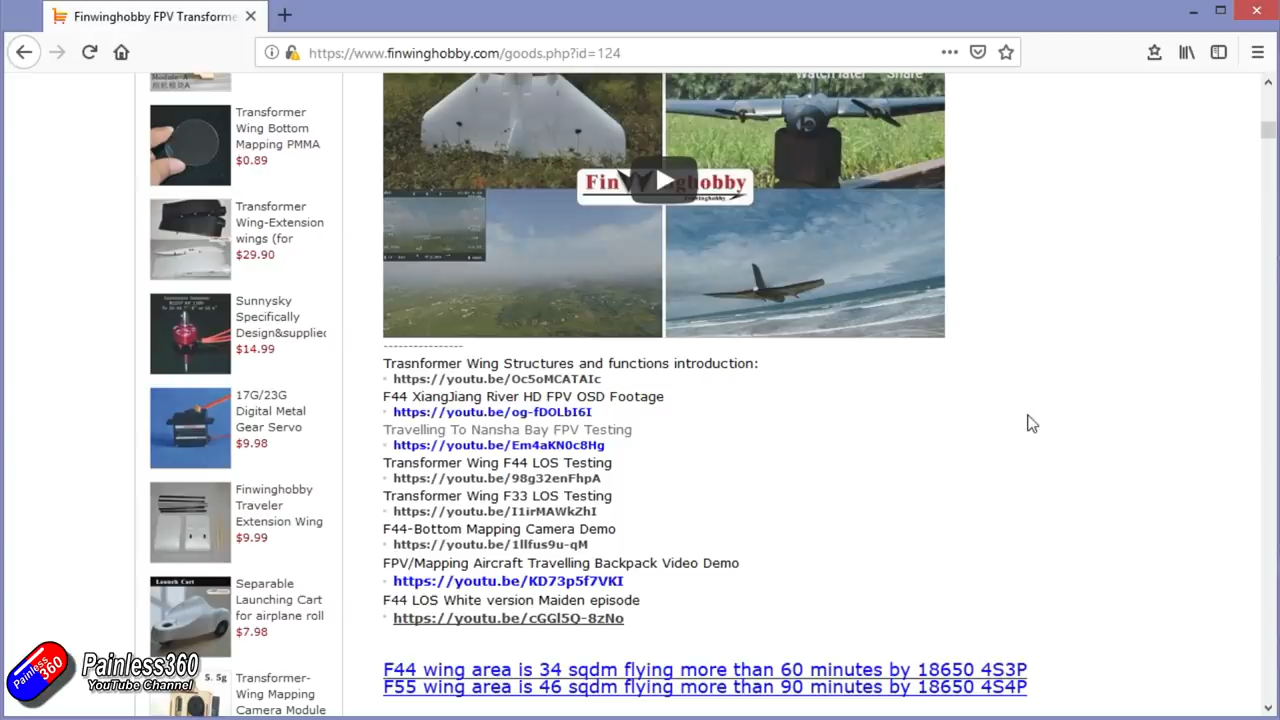 Finwinghobby FPV Transforme
https://www.finwinghobby.com/goods.php?id=124
Transformer
Wing Bottom
Mapping PMMA
$0.89
Transformer
Wing-Extension
wings (for
$29.90
Sunnysky
Specifically
Design&supplied
$14.99
17G/23G
Digital Metal
Gear Servo
$9.98
Finwinghobby
Traveler
Extension Wing
$9.99
Launch Cart
Separable
Launching Cart
for airplane roll
$7.98
5. 5g
Transformer-
Wing Mapping
Camera Module
Watch later Share
Finwinghobby
Finwinghobby
----------------
Trasnformer Wing Structures and functions introduction:
https://youtu.be/Oc5oMCATAIc
F44 XiangJiang River HD FPV OSD Footage
https://youtu.be/og-fDOLbI6I
Travelling To Nansha Bay FPV Testing
https://youtu.be/Em4aKN0c8Hg
Transformer Wing F44 LOS Testing
https://youtu.be/98g32enFhpA
Transformer Wing F33 LOS Testing
https://youtu.be/I1irMAWkZhI
F44-Bottom Mapping Camera Demo
https://youtu.be/1llfus9u-qM
FPV/Mapping Aircraft Travelling Backpack Video Demo
https://youtu.be/KD73p5f7VKI
F44 LOS White version Maiden episode
https://youtu.be/cGGl5Q-8zNo
F44 wing area is 34 sqdm flying more than 60 minutes by 18650 4S3P
F55 wing area is 46 sqdm flying more than 90 minutes by 18650 4S4P
Painless
360
Painless360
YouTube Channel